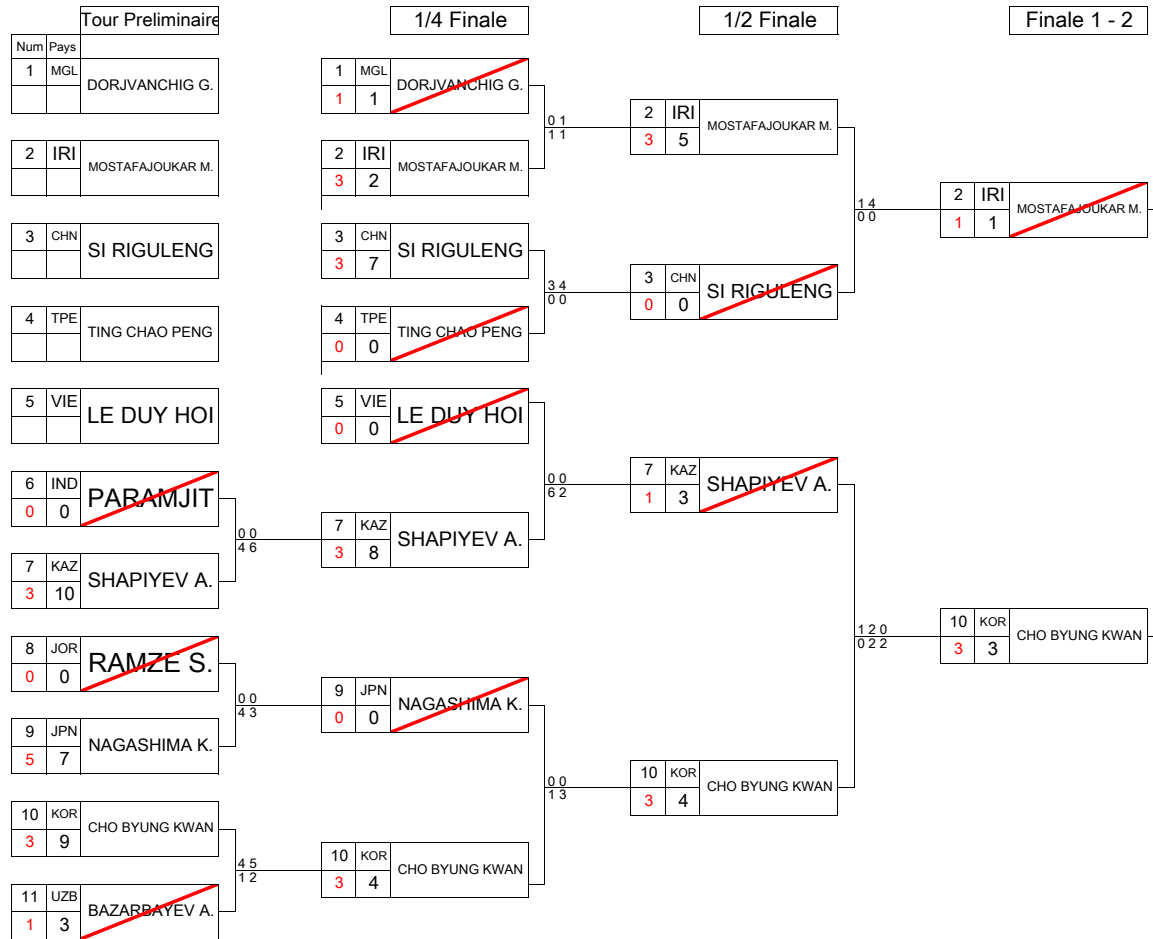 Tour Preliminaire 1/4 Finale 1/2 Finale Finale 1 - 2
Num Pays
1 MGL DORJVANCHIG G.
2 IRI MOSTAFAJOUKAR M.
3 CHN SI RIGULENG
4 TPE TING CHAO PENG
5 VIE LE DUY HOI
6 IND PARAMJIT
0 0
0 0
4 6
7 KAZ SHAPIYEV A.
3 10
8 JOR RAMZE S.
0 0
0 0
4 3
9 JPN NAGASHIMA K.
5 7
10 KOR CHO BYUNG KWAN
3 9
4 5
1 2
11 UZB BAZARBAYEV A.
1 3
1 MGL DORJVANCHIG G.
1 1
0 1
1 1
2 IRI MOSTAFAJOUKAR M.
3 2
3 CHN SI RIGULENG
3 7
3 4
0 0
4 TPE TING CHAO PENG
0 0
5 VIE LE DUY HOI
0 0
0 0
6 2
7 KAZ SHAPIYEV A.
3 8
9 JPN NAGASHIMA K.
0 0
0 0
1 3
10 KOR CHO BYUNG KWAN
3 4
2 IRI MOSTAFAJOUKAR M.
3 5
1 4
0 0
3 CHN SI RIGULENG
0 0
7 KAZ SHAPIYEV A.
1 3
1 2 0
0 2 2
10 KOR CHO BYUNG KWAN
3 4
2 IRI MOSTAFAJOUKAR M.
1 1
10 KOR CHO BYUNG KWAN
3 3